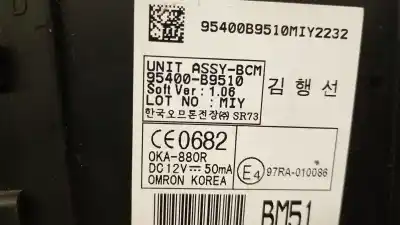 95400B9510MIY2232
UNIT ASSY-BCM
95400-B9510
Soft Ver : 1.06
LOT NO : MIY
한국오므론전장㈜ SR73
김행선
CE0682
OKA-880R
DC12V 50mA
OMRON KOREA
E4 97RA-010086
BM51